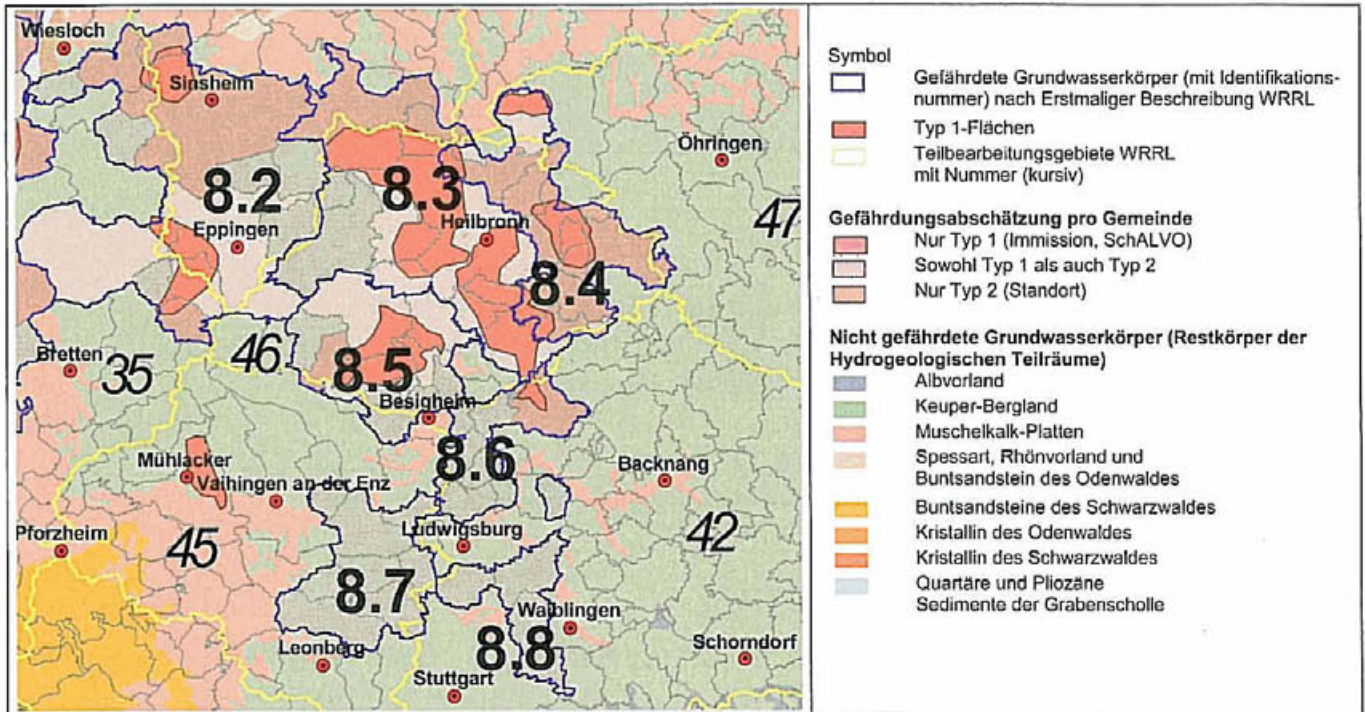 Wiesloch
Sinsheim
Öhringen
8.2
8.3
47
Heilbronn
Eppingen
8.4
Bretten
35
46
8.5
Besigheim
8.6
Mühlacker
Backnang
Vaihingen an der Enz
Pforzheim
45
Ludwigsburg
42
8.7
Waiblingen
Leonberg
8.8
Schorndorf
Stuttgart
Symbol
Gefährdete Grundwasserkörper (mit Identifikations-
nummer) nach Erstmaliger Beschreibung WRRL
Typ 1-Flächen
Teilbearbeitungsgebiete WRRL
mit Nummer (kursiv)
Gefährdungsabschätzung pro Gemeinde
Nur Typ 1 (Immission, SchALVO)
Sowohl Typ 1 als auch Typ 2
Nur Typ 2 (Standort)
Nicht gefährdete Grundwasserkörper (Restkörper der
Hydrogeologischen Teilräume)
Albvorland
Keuper-Bergland
Muschelkalk-Platten
Spessart, Rhönvorland und
Buntsandstein des Odenwaldes
Buntsandsteine des Schwarzwaldes
Kristallin des Odenwaldes
Kristallin des Schwarzwaldes
Quartäre und Pliozäne
Sedimente der Grabenscholle